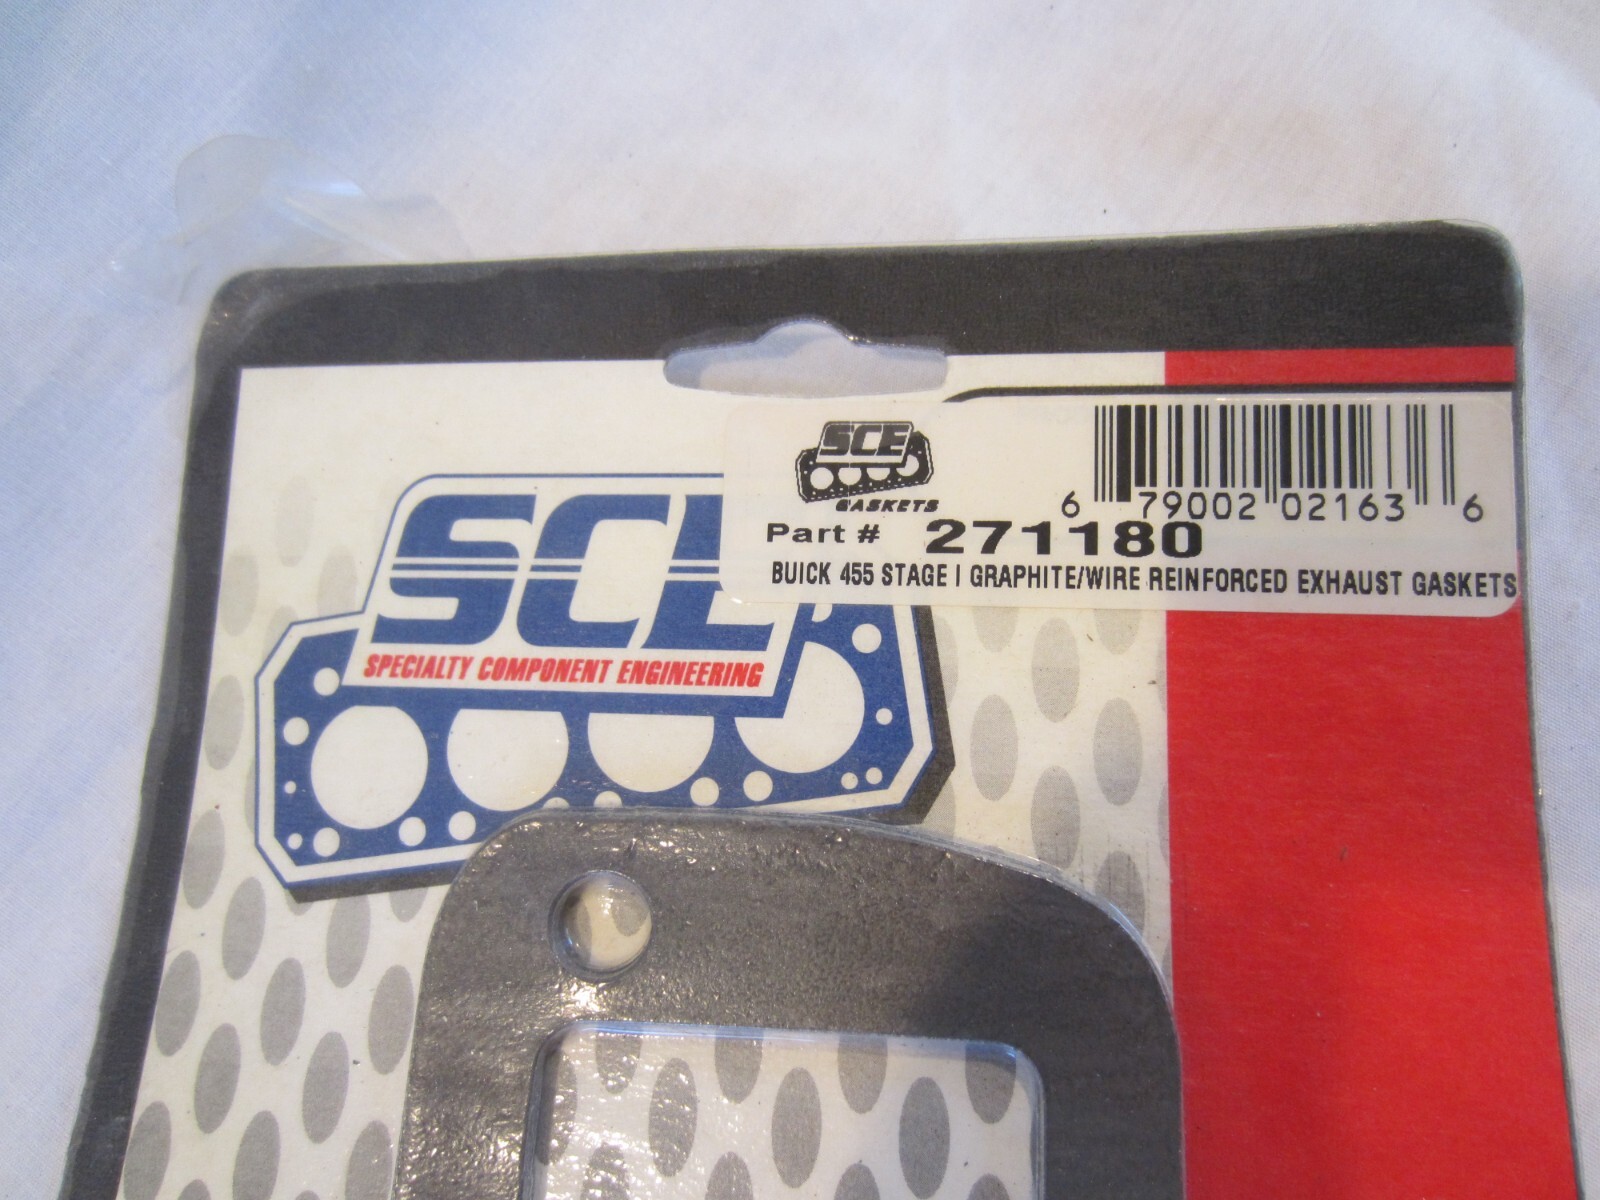 SCE
GASKETS
6 79002 02163 6
Part # 271180
BUICK 455 STAGE I GRAPHITE/WIRE REINFORCED EXHAUST GASKETS
SCE
SPECIALTY COMPONENT ENGINEERING